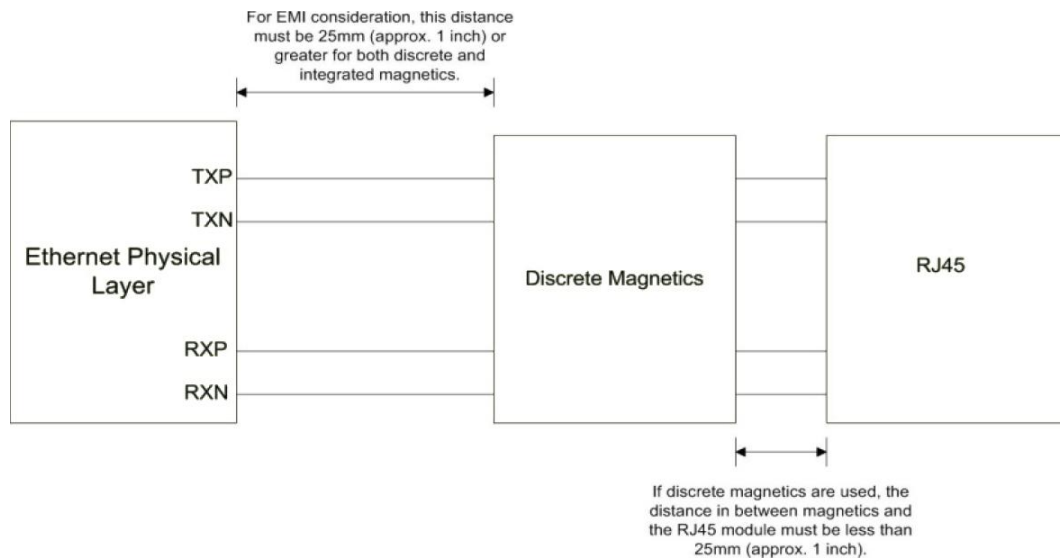 For EMI consideration, this distance
must be 25mm (approx. 1 inch) or
greater for both discrete and
integrated magnetics.
TXP
TXN
Ethernet Physical
Layer
RXP
RXN
Discrete Magnetics
RJ45
If discrete magnetics are used, the
distance in between magnetics and
the RJ45 module must be less than
25mm (approx. 1 inch).